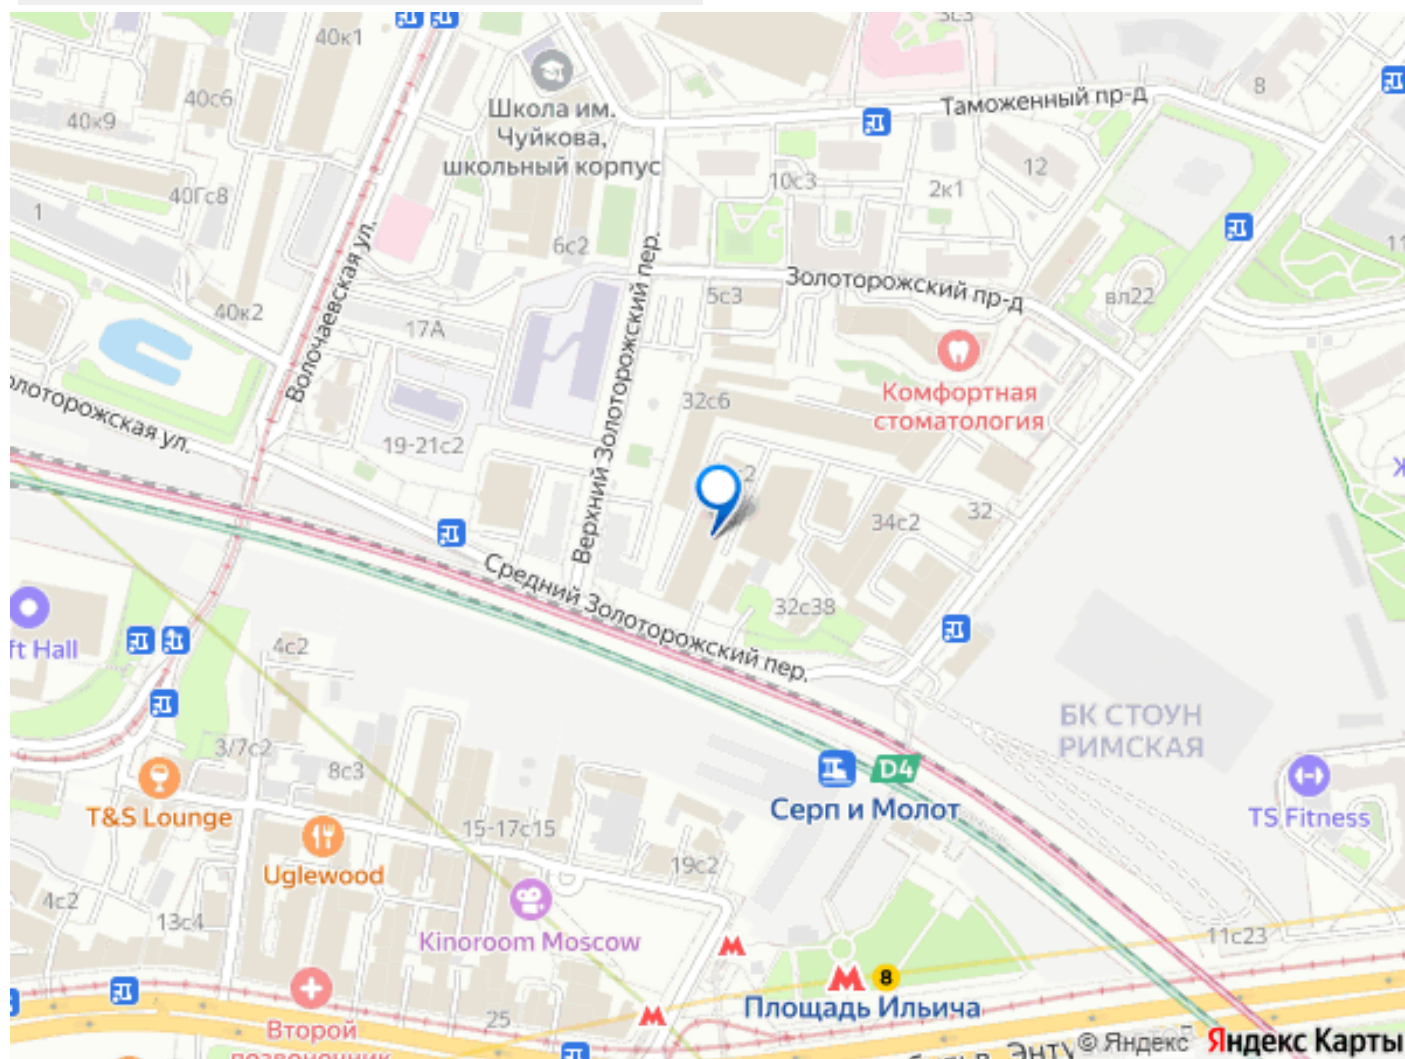 40к1
3с3
8
Школа им.
Чуйкова,
школьный корпус
Таможенный пр-д
40с6
40к9
10с3
12
2к1
40Гс8
1
6с2
11
Волочаевская ул.
Верхний Золоторожский пер.
Золоторожский пр-д
5с3
вл22
40к2
17А
Комфортная
стоматология
32с6
олоторожская ул.
19-21с2
Ж
34с2
32
Средний Золоторожский пер.
32с38
ft Hall
4с2
БК СТОУН
РИМСКАЯ
3/7с2
8с3
D4
Серп и Молот
T&S Lounge
TS Fitness
15-17с15
Uglewood
19с2
4с2
13с4
Kinoroom Moscow
11с23
8
Площадь Ильича
25
Второй
позвоночник
© Яндекс Яндекс Карты